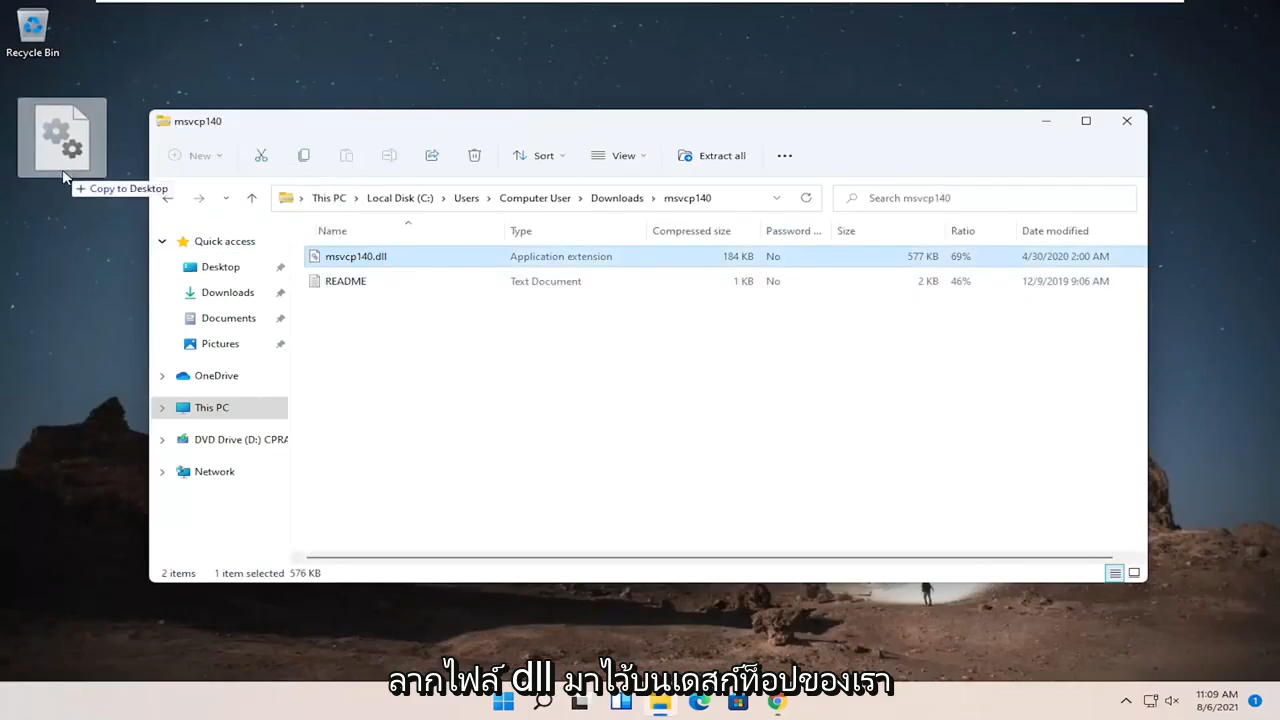 Recycle Bin
msvcp140
New
Sort
View
Extract all
Copy to Desktop
This PC
Local Disk (C:)
Users
Computer User
Downloads
msvcp140
Search msvcp140
Name
Type
Compressed size
Password ...
Size
Ratio
Date modified
Quick access
msvcp140.dll
Application extension
184 KB
No
577 KB
69%
4/30/2020 2:00 AM
README
Text Document
1 KB
No
2 KB
46%
12/9/2019 9:06 AM
Desktop
Downloads
Documents
Pictures
OneDrive
This PC
DVD Drive (D:) CPRA
Network
2 items
1 item selected 576 KB
ลากไฟล์ dll มาไว้บนเดสก์ท็อปของเรา
11:09 AM
8/6/2021
1